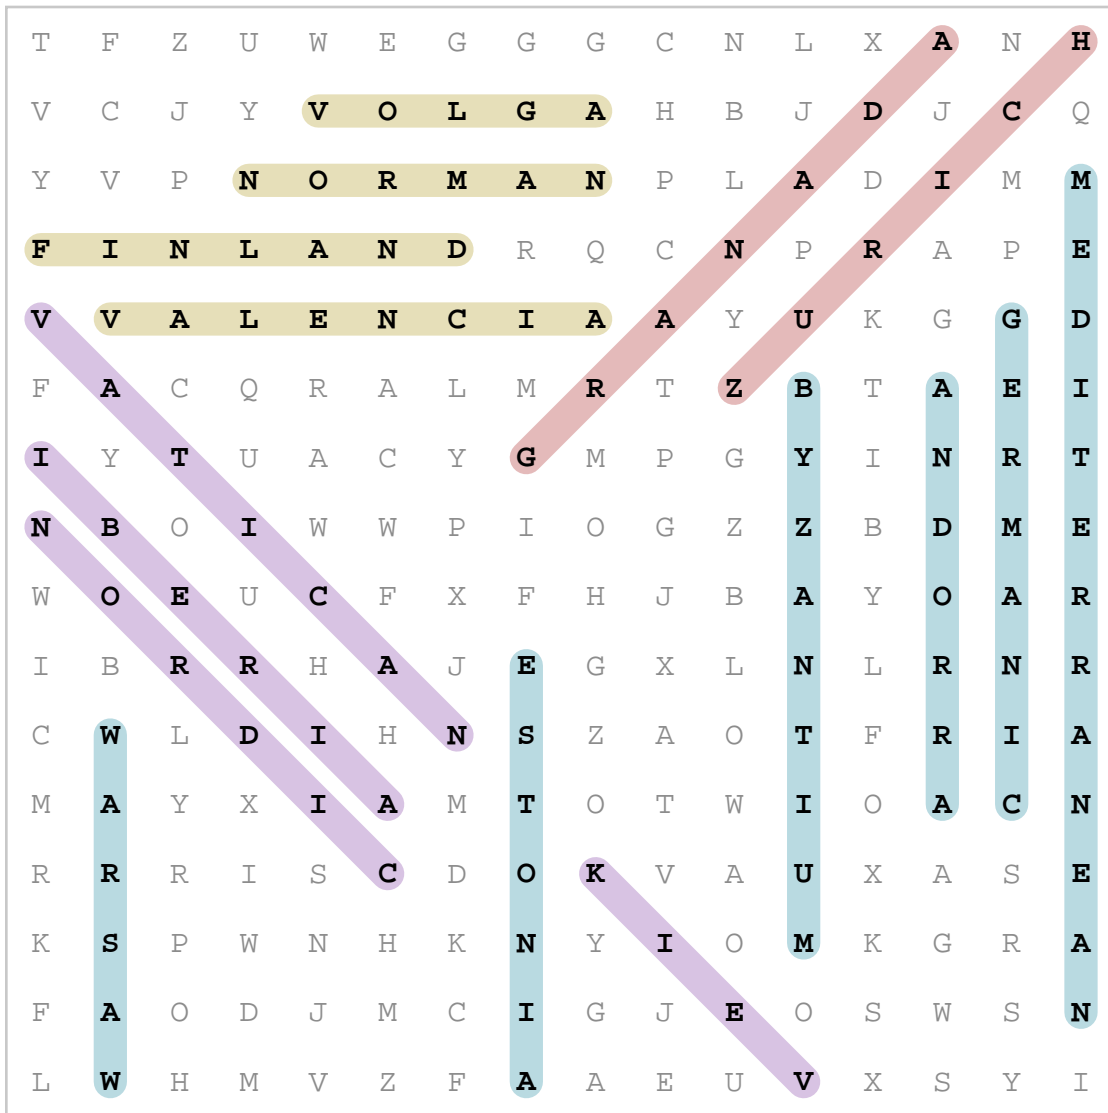 T F Z U W E G G G C N L X A N H
V C J Y V O L G A H B J D J C Q
Y V P N O R M A N P L A D I M M
F I N L A N D R Q C N P R A P E
V V A L E N C I A A Y U K G G D
F A C Q R A L M R T Z B T A E I
I Y T U A C Y G M P G Y I N R T
N B O I W W P I O G Z Z B D M E
W O E U C F X F H J B A Y O A R
I B R R H A J E G X L N L R N R
C W L D I H N S Z A O T F R I A
M A Y X I A M T O T W I O A C N
R R R I S C D O K V A U X A S E
K S P W N H K N Y I O M K G R A
F A O D J M C I G J E O S W S N
L W H M V Z F A A E U V X S Y I